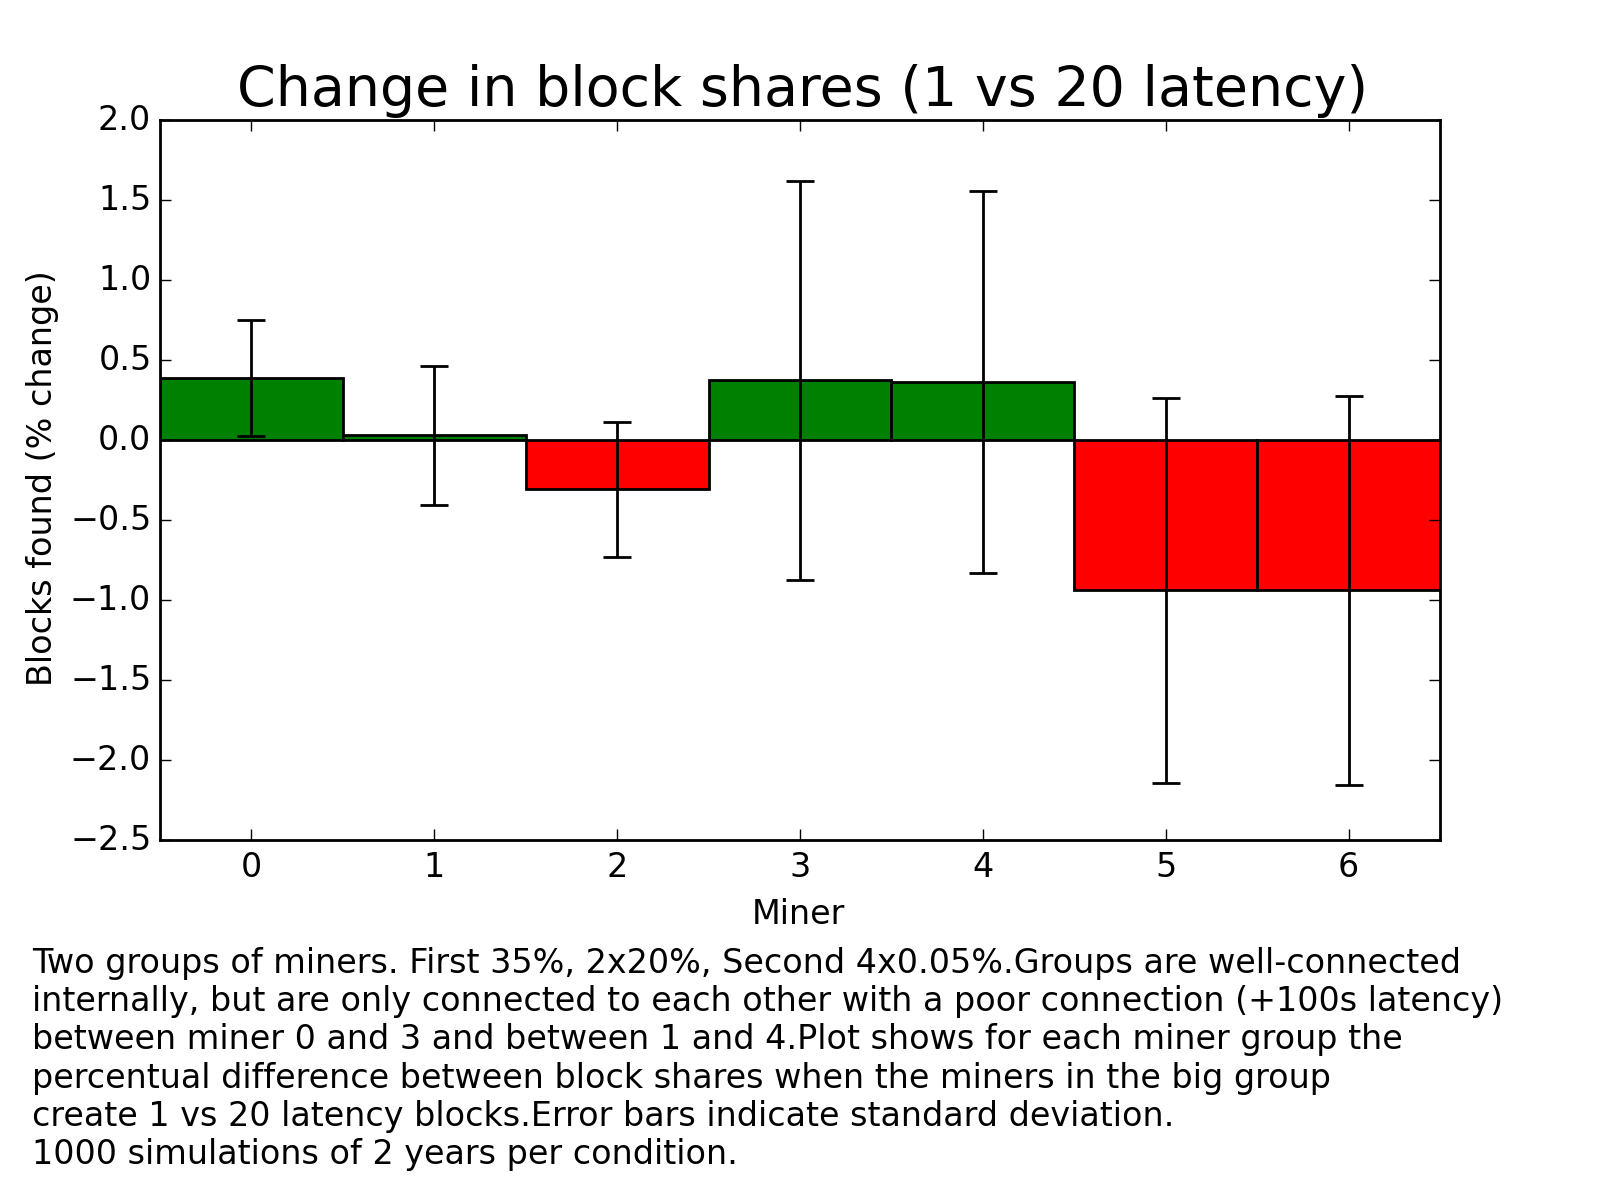 Change in block shares (1 vs 20 latency)
2.0
1.5
1.0
0.5
0.0
−0.5
−1.0
−1.5
−2.0
−2.5
Blocks found (% change)
0 1 2 3 4 5 6
Miner
Two groups of miners. First 35%, 2x20%, Second 4x0.05%.Groups are well-connected
internally, but are only connected to each other with a poor connection (+100s latency)
between miner 0 and 3 and between 1 and 4.Plot shows for each miner group the
percentual difference between block shares when the miners in the big group
create 1 vs 20 latency blocks.Error bars indicate standard deviation.
1000 simulations of 2 years per condition.